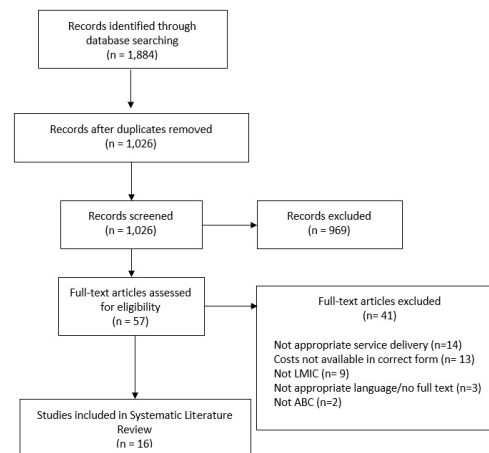 Records identified through
database searching
(n = 1,884)
Records after duplicates removed
(n = 1,026)
Records screened
(n = 1,026)
Records excluded
(n = 969)
Full-text articles assessed
for eligibility
(n = 57)
Full-text articles excluded
(n= 41)
Not appropriate service delivery (n=14)
Costs not available in correct form (n= 13)
Not LMIC (n= 9)
Not appropriate language/no full text (n=3)
Not ABC (n=2)
Studies included in Systematic Literature
Review
(n = 16)